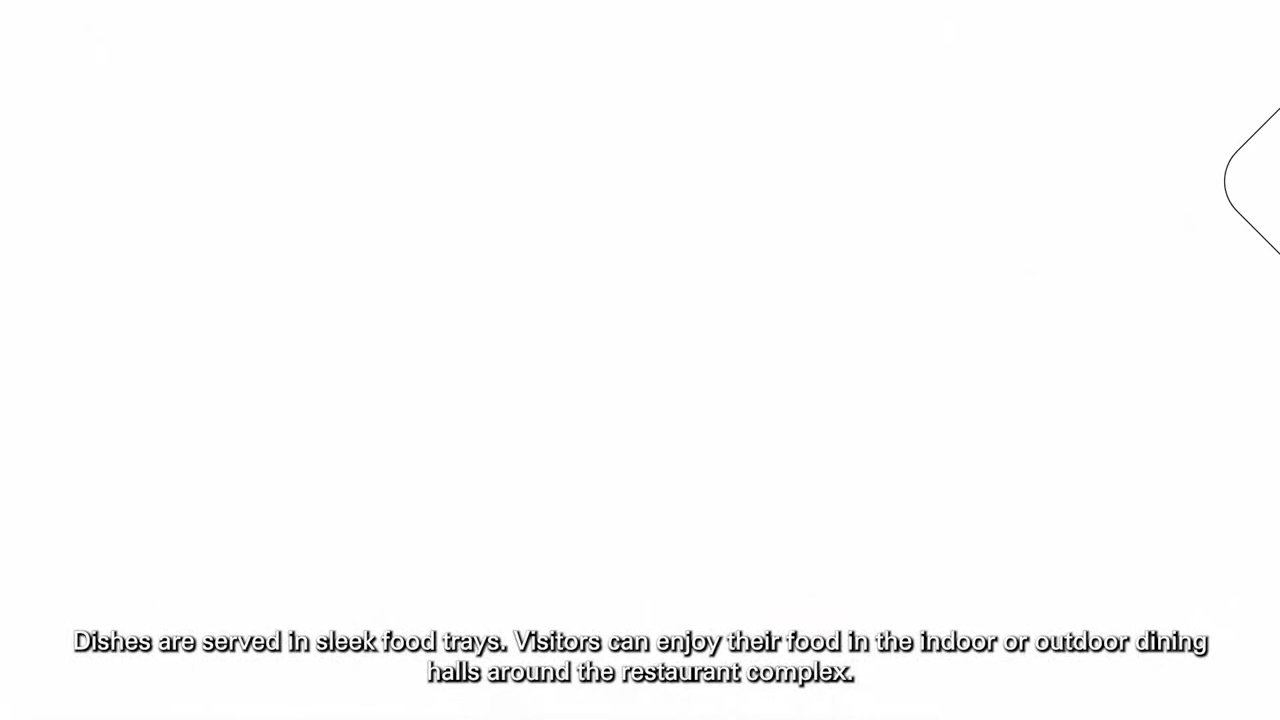 Dishes are served in sleek food trays. Visitors can enjoy their food in the indoor or outdoor dining
halls around the restaurant complex.